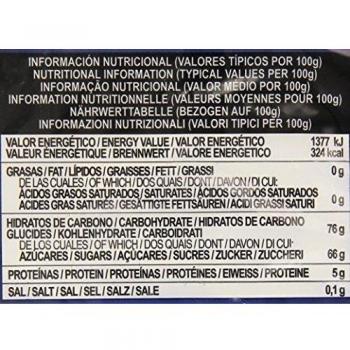 INFORMACIÓN NUTRICIONAL (VALORES TÍPICOS POR 100g)
NUTRITIONAL INFORMATION (TYPICAL VALUES PER 100g)
INFORMAÇÃO NUTRICIONAL (VALOR MÉDIO POR 100g)
INFORMATION NUTRITIONNELLE (VALEURS MOYENNES POUR 100g)
NÄHRWERTTABELLE (BEZOGEN AUF 100g)
INFORMAZIONI NUTRIZIONALI (VALORI TIPICI PER 100g)
VALOR ENERGÉTICO / ENERGY VALUE / VALOR ENERGÉTICO 1377 kJ
VALEUR ÉNERGÉTIQUE / BRENNWERT / VALORE ENERGETICO 324 kcal
GRASAS / FAT / LÍPIDOS / GRAISSES / FETT / GRASSI 0g
DE LAS CUALES / OF WHICH / DOS QUAIS / DONT / DAVON / DI CUI:
ÁCIDOS GRASOS SATURADOS / SATURATES / ÁCIDOS GORDOS SATURADOS
ACIDES GRAS SATURÉS / GESÄTTIGTE FETTSÄUREN / ACIDI GRASSI SATURI 0g
HIDRATOS DE CARBONO / CARBOHYDRATE / HIDRATOS DE CARBO
GLUCIDES / KOHLENHYDRATE / CARBOIDRATI 76 g
DE LOS CUALES / OF WHICH / DOS QUAIS / DONT / DAVON / DI CUI:
AZÚCARES / SUGARS / AÇÚCARES / SUCRES / ZUCKER / ZUCCHERI 66 g
PROTEÍNAS / PROTEIN / PROTEÍNAS / PROTÉINES / EIWEISS / PROTEINE 5g
SAL / SALT / SAL / SEL / SALZ / SALE 0,1g